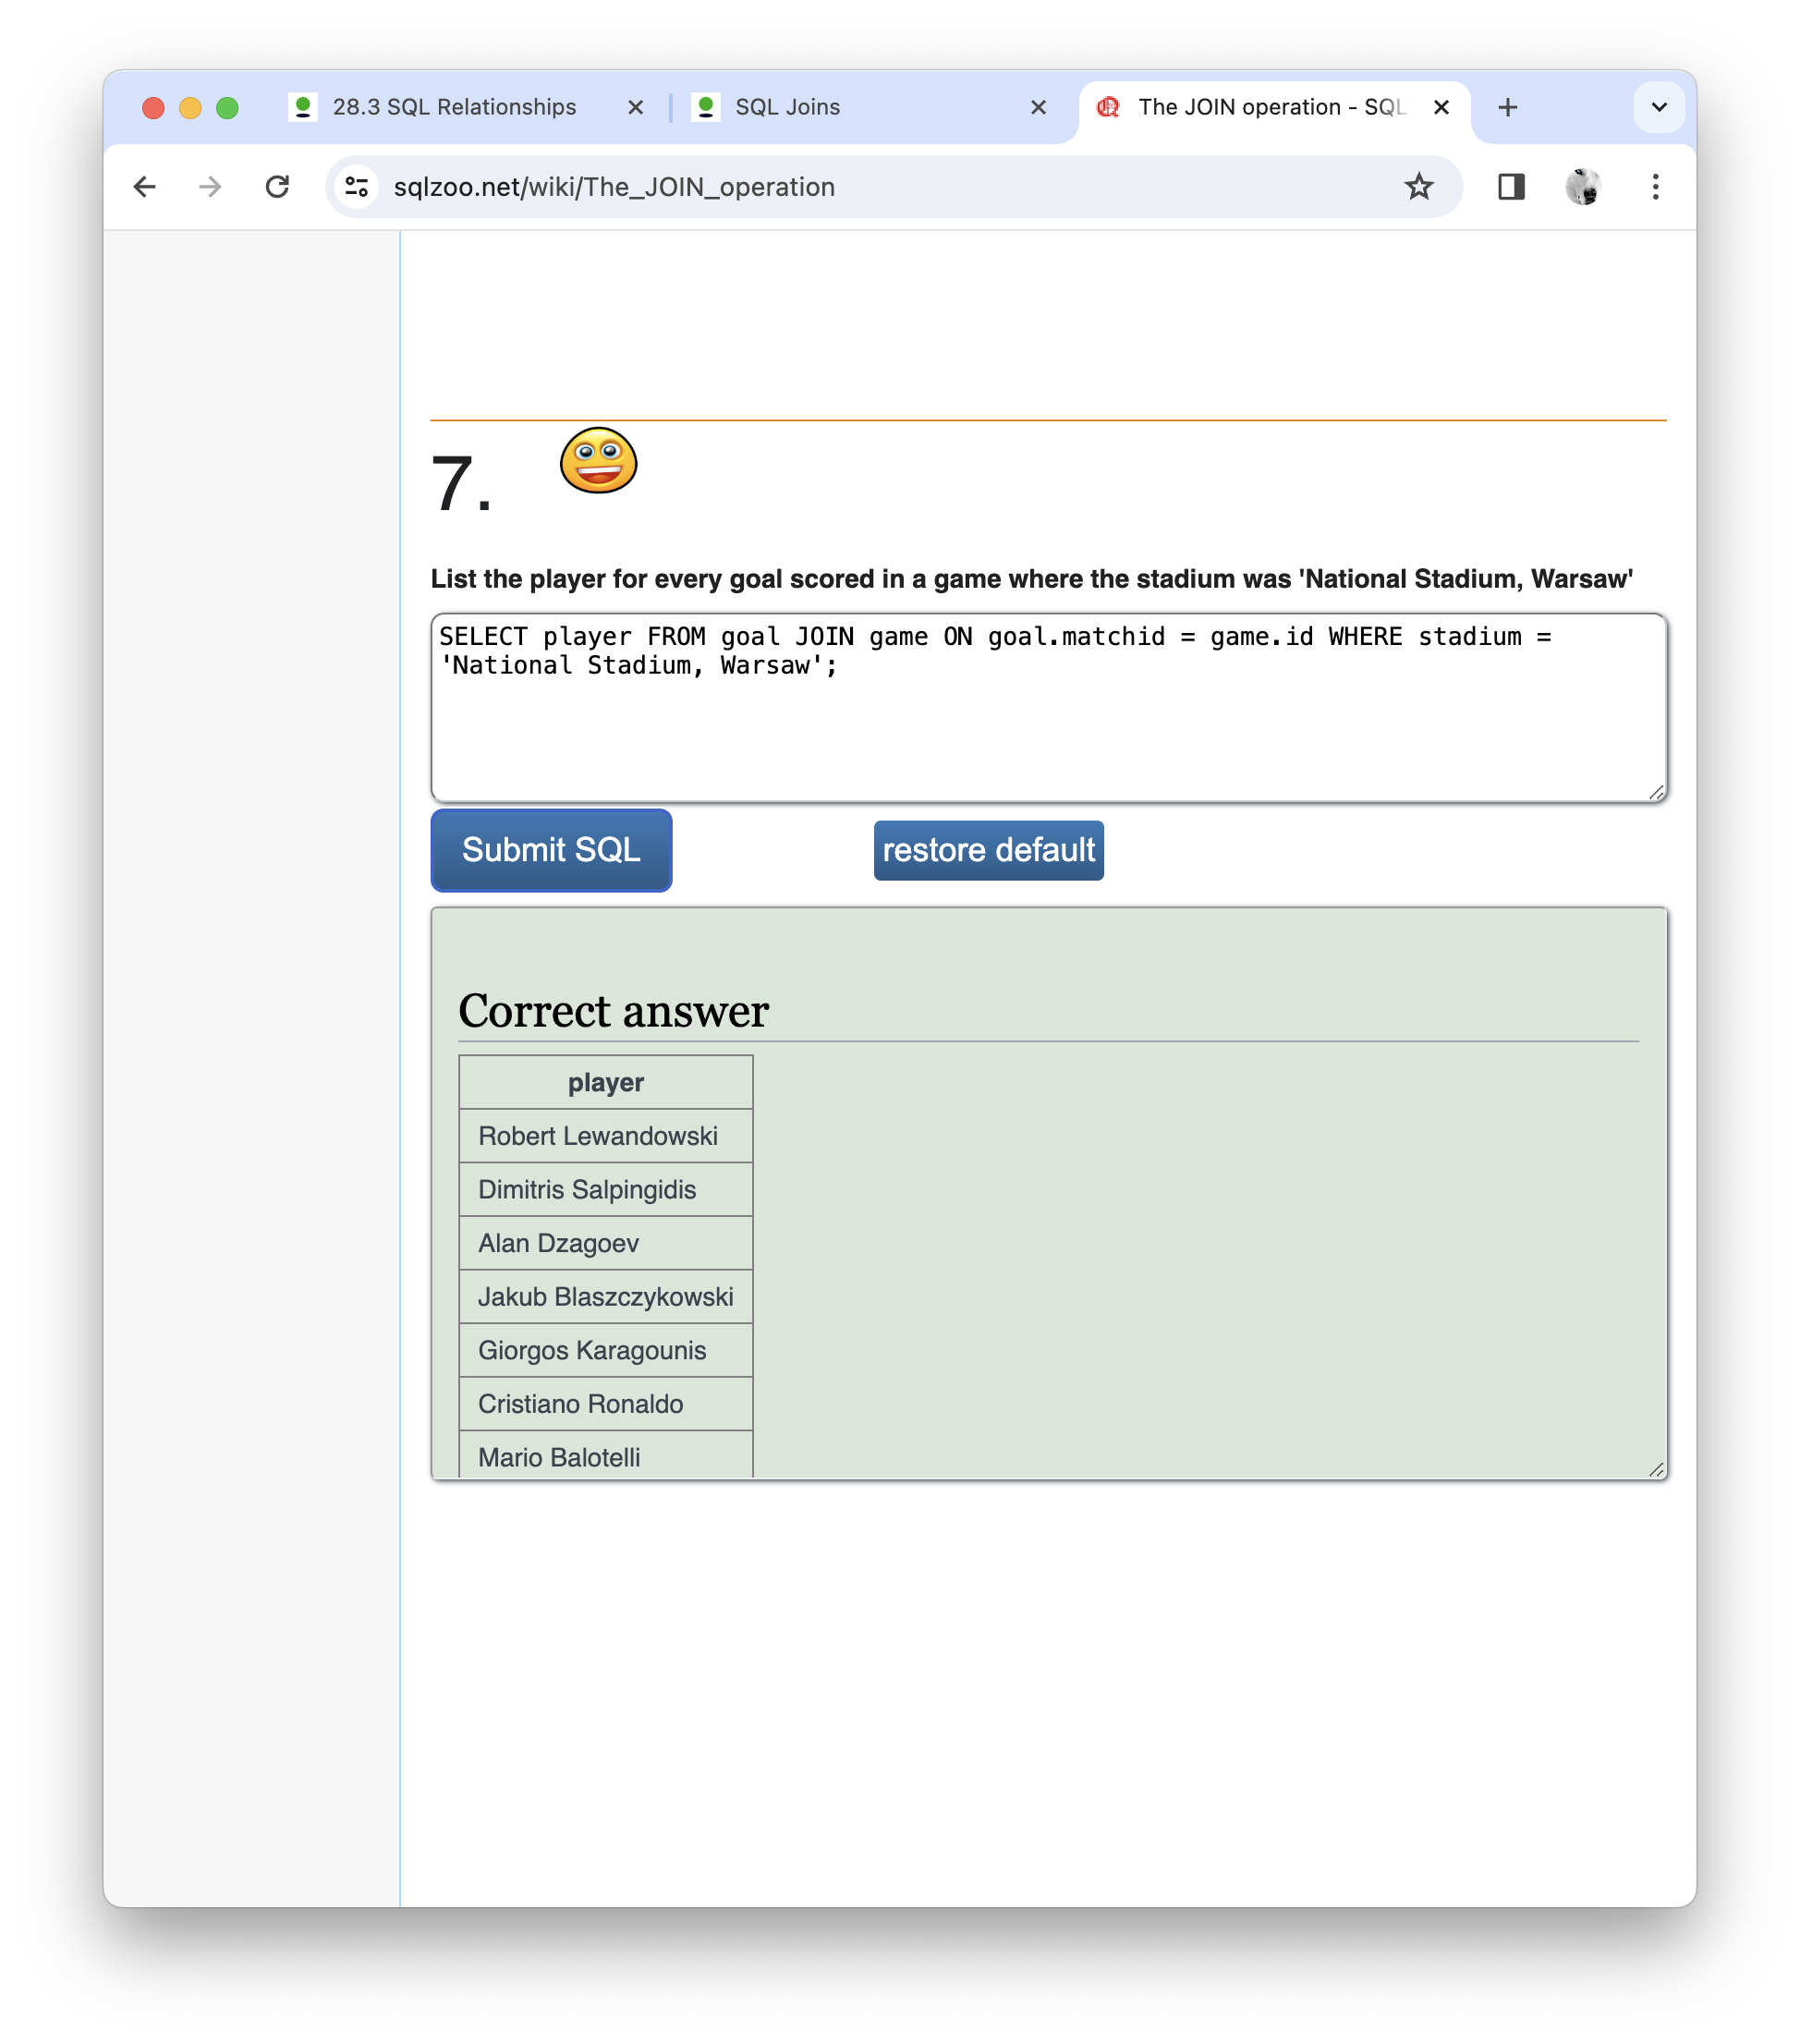 28.3 SQL Relationships
SQL Joins
The JOIN operation - SQL
sqlzoo.net/wiki/The_JOIN_operation
7.
List the player for every goal scored in a game where the stadium was 'National Stadium, Warsaw'
SELECT player FROM goal JOIN game ON goal.matchid = game.id WHERE stadium =
'National Stadium, Warsaw';
Submit SQL
restore default
Correct answer
player
Robert Lewandowski
Dimitris Salpingidis
Alan Dzagoev
Jakub Blaszczykowski
Giorgos Karagounis
Cristiano Ronaldo
Mario Balotelli